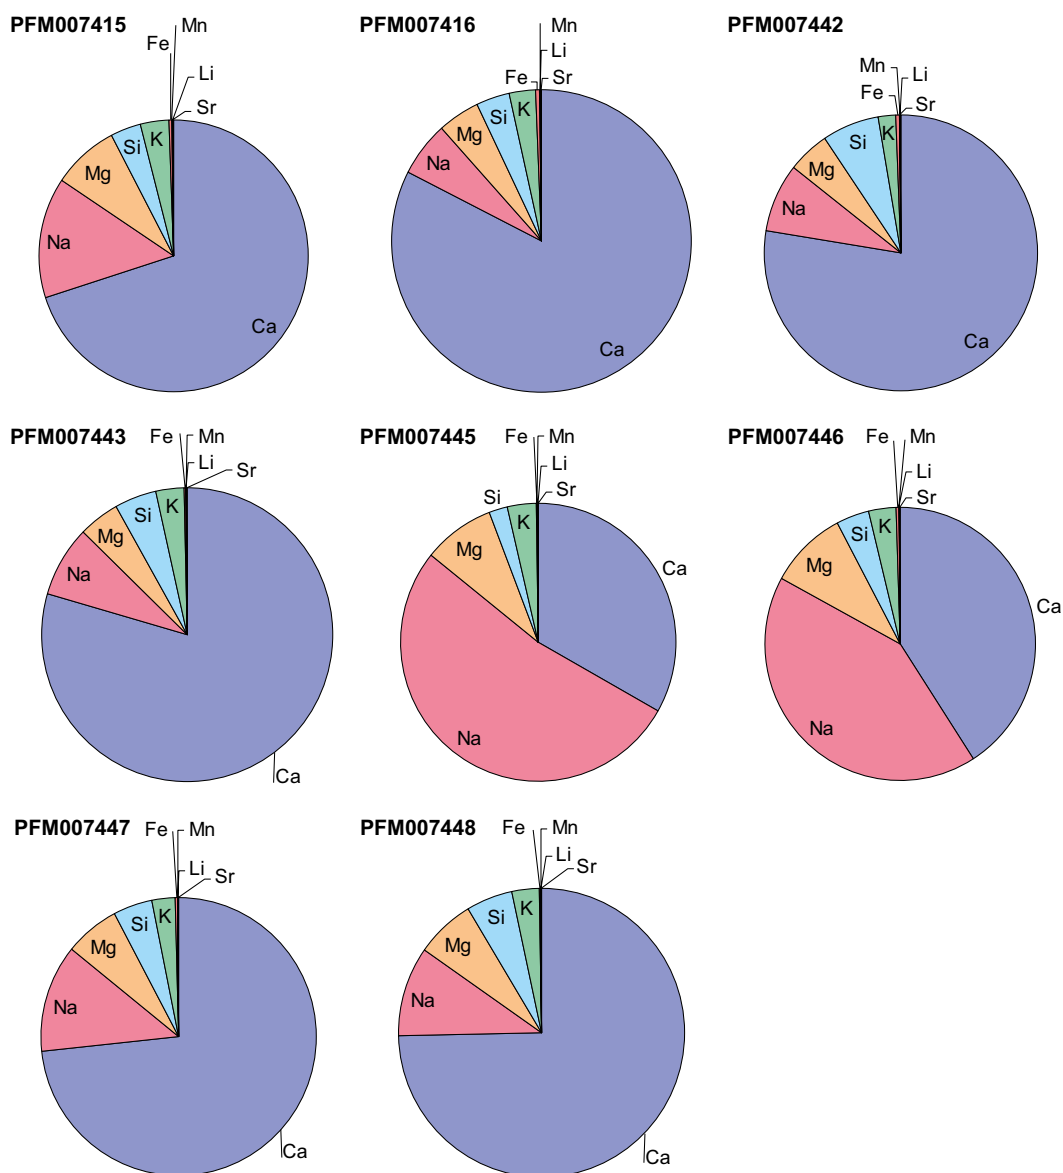 PFM007415
Mn
Fe
Li
Sr
K
Si
Mg
Na
Ca
PFM007416
Mn
Li
Fe
Sr
K
Si
Mg
Na
Ca
PFM007442
Mn
Li
Fe
Sr
K
Si
Mg
Na
Ca
PFM007443
Fe
Mn
Li
Sr
K
Si
Mg
Na
Ca
PFM007445
Fe
Mn
Li
Sr
Si
K
Mg
Ca
Na
PFM007446
Fe
Mn
Li
Sr
K
Si
Mg
Ca
Na
PFM007447
Fe
Mn
Li
Sr
K
Si
Mg
Na
Ca
PFM007448
Fe
Mn
Li
Sr
K
Si
Mg
Na
Ca